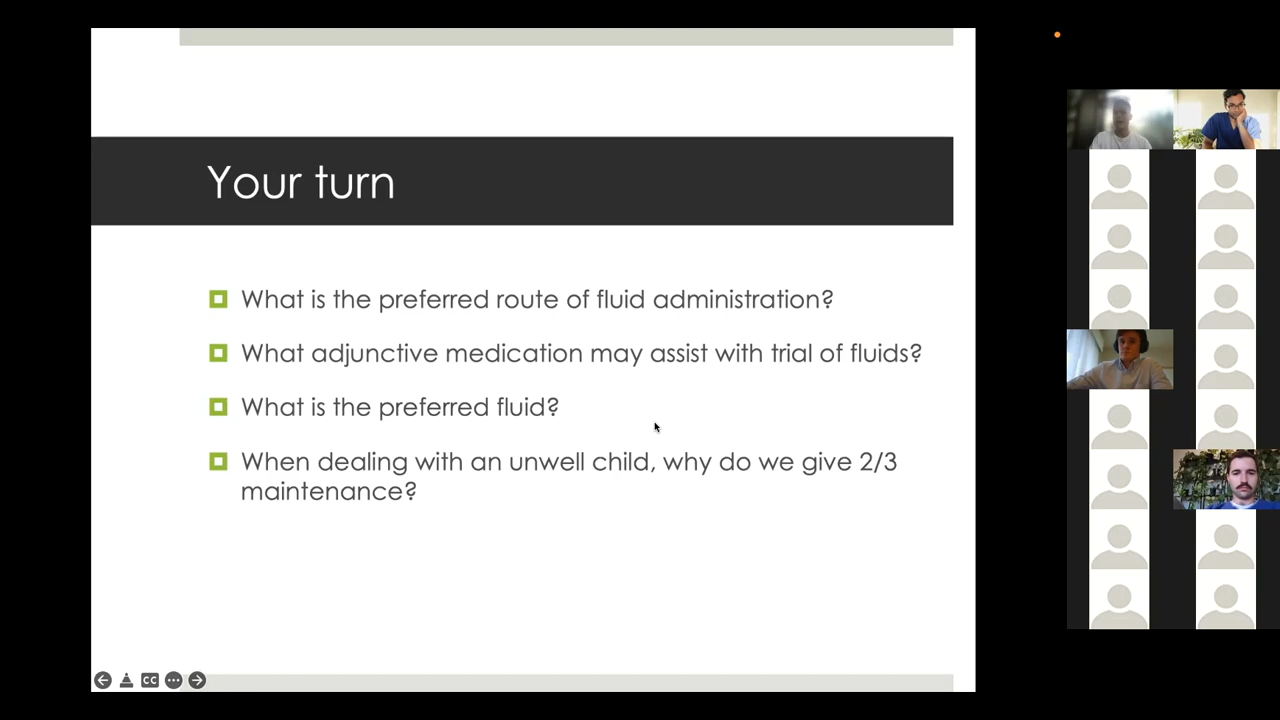 Your turn
What is the preferred route of fluid administration?
What adjunctive medication may assist with trial of fluids?
What is the preferred fluid?
When dealing with an unwell child, why do we give 2/3
maintenance?
CC